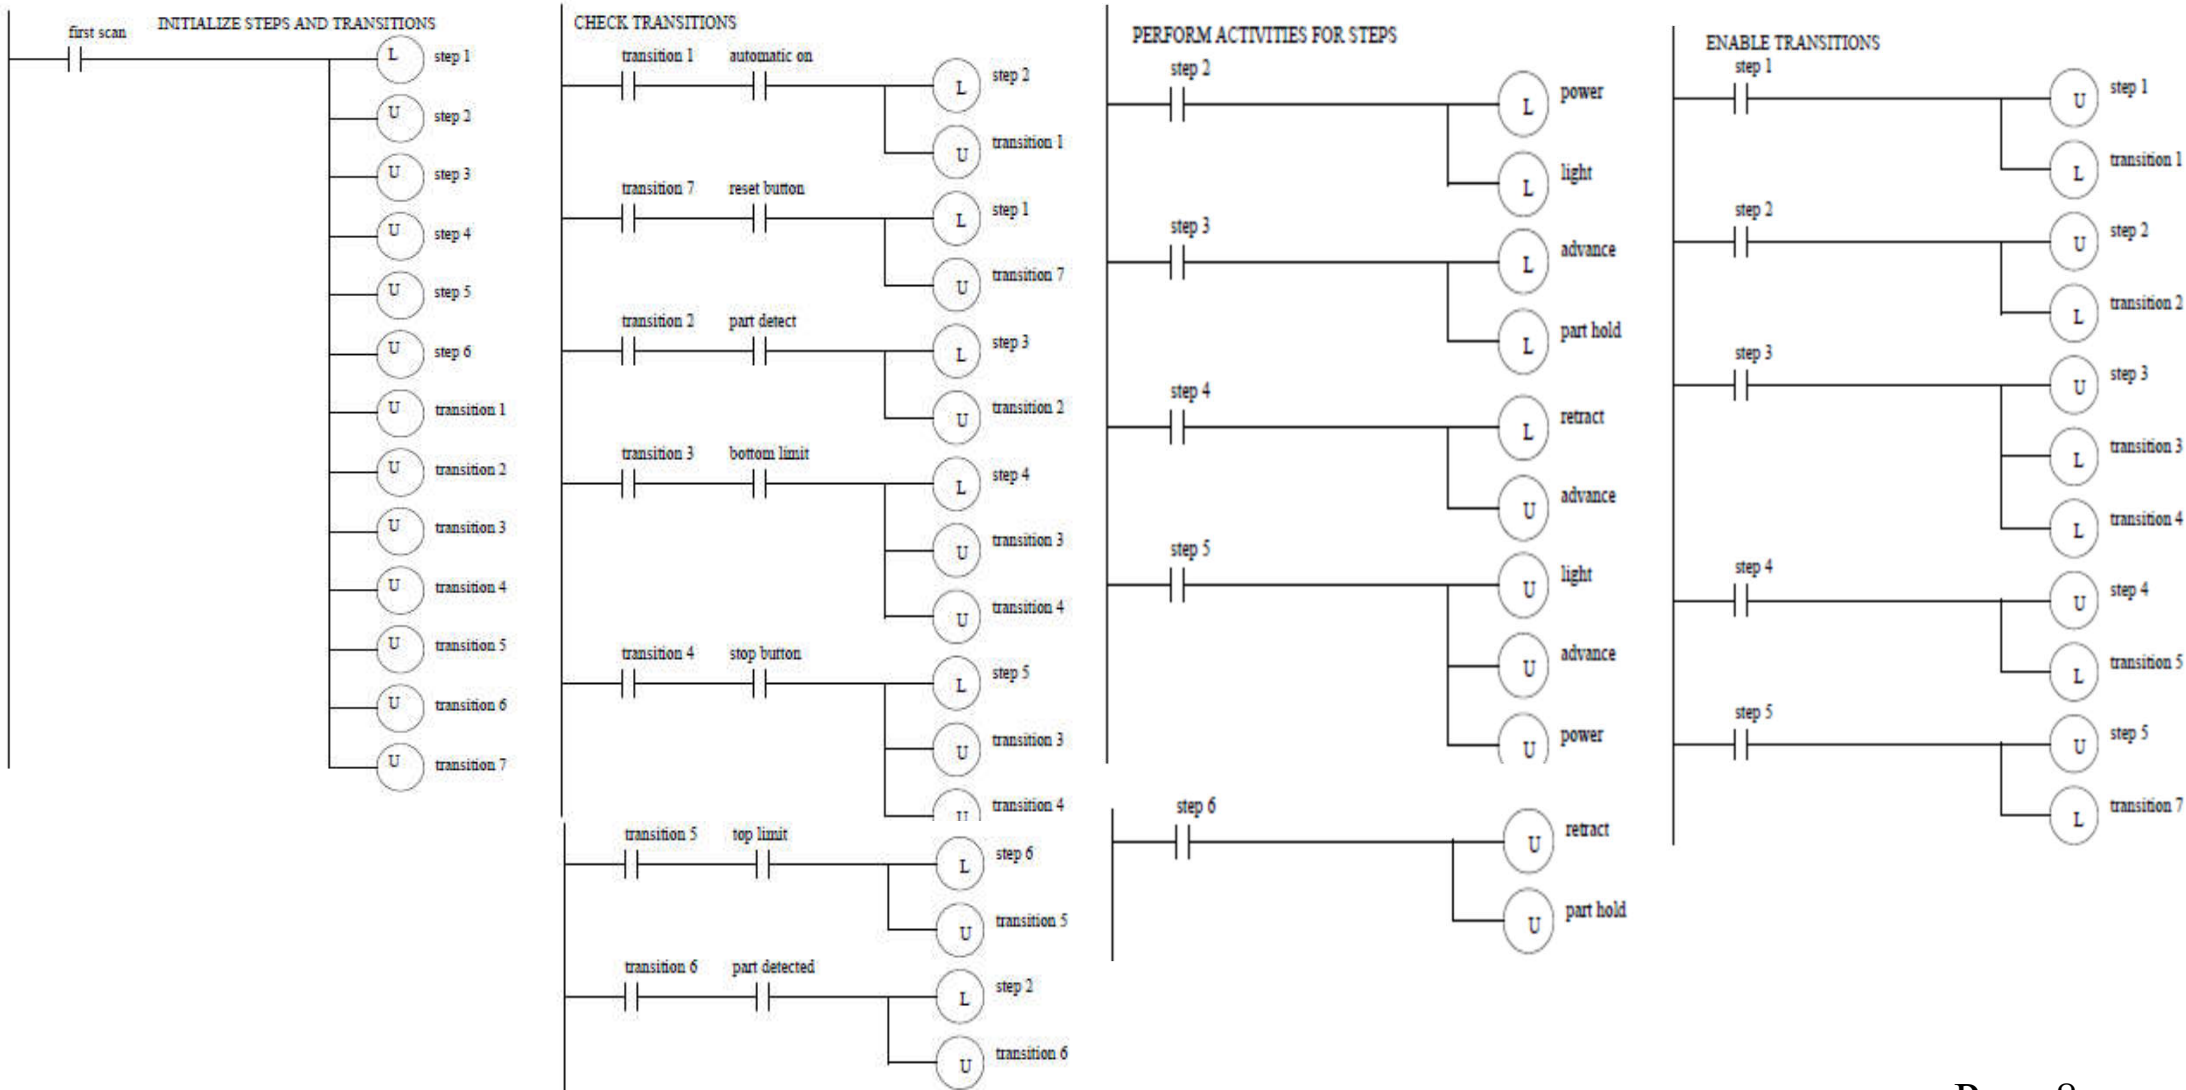 INITIALIZE STEPS AND TRANSITIONS
first scan
L step 1
U step 2
U step 3
U step 4
U step 5
U step 6
U transition 1
U transition 2
U transition 3
U transition 4
U transition 5
U transition 6
U transition 7
CHECK TRANSITIONS
transition 1 automatic on
L step 2
U transition 1
transition 7 reset button
L step 1
U transition 7
transition 2 part detect
L step 3
U transition 2
transition 3 bottom limit
L step 4
U transition 3
U transition 4
transition 4 stop button
L step 5
U transition 3
U transition 4
transition 5 top limit
L step 6
U transition 5
transition 6 part detected
L step 2
U transition 6
PERFORM ACTIVITIES FOR STEPS
step 2
L power
L light
step 3
L advance
L part hold
step 4
L retract
U advance
step 5
U light
U advance
U power
step 6
U retract
U part hold
ENABLE TRANSITIONS
step 1
U step 1
L transition 1
step 2
U step 2
L transition 2
step 3
U step 3
L transition 3
L transition 4
step 4
U step 4
L transition 5
step 5
U step 5
L transition 7